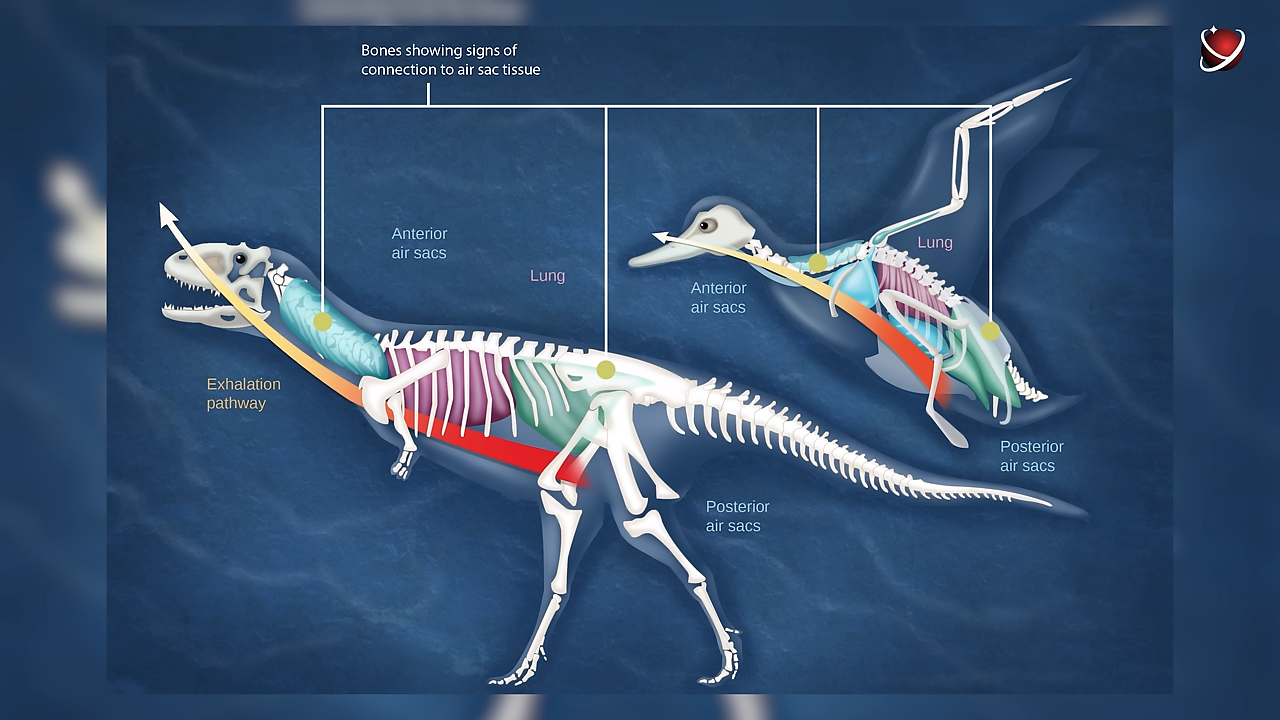 Bones showing signs of
connection to air sac tissue
Anterior
air sacs
Lung
Lung
Anterior
air sacs
Exhalation
pathway
Posterior
air sacs
Posterior
air sacs